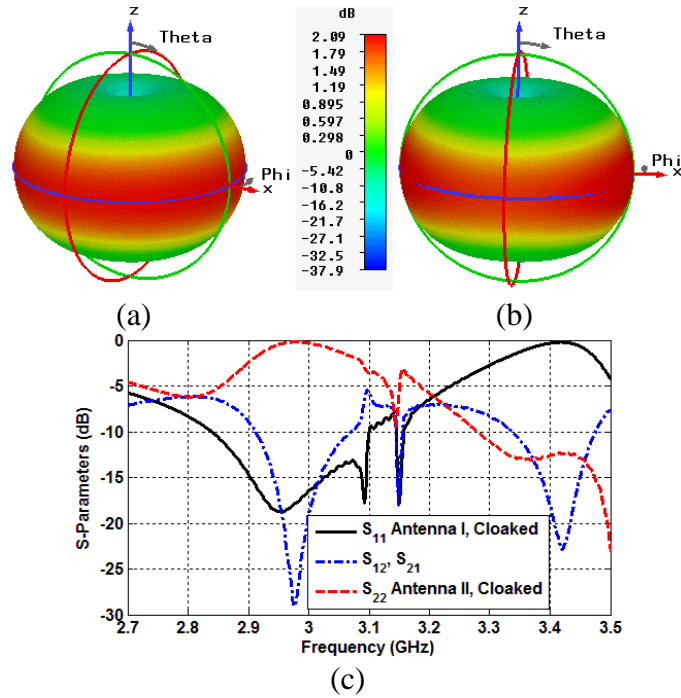 z
Theta
Phi
x
(a)
dB
2.09
1.79
1.49
1.19
0.895
0.597
0.298
0
-5.42
-10.8
-16.2
-21.7
-27.1
-32.5
-37.9
z
Theta
Phi
x
(b)
S-Parameters (dB)
0
-5
-10
-15
-20
-25
-30
S11 Antenna I, Cloaked
S12, S21
S22 Antenna II, Cloaked
2.7 2.8 2.9 3 3.1 3.2 3.3 3.4 3.5
Frequency (GHz)
(c)